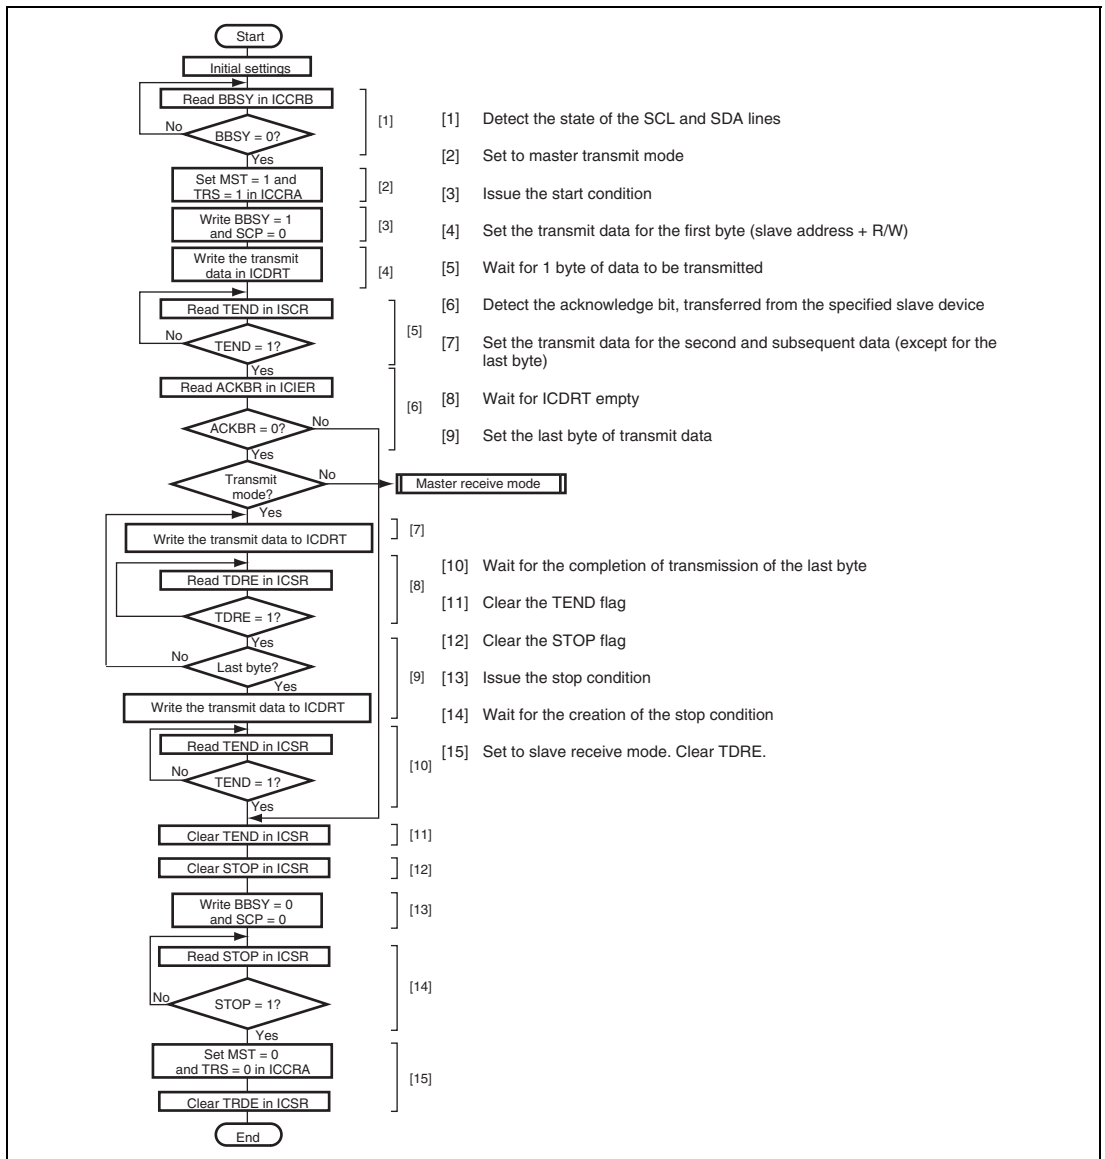 Start
Initial settings
Read BBSY in ICCRB
No
BBSY = 0?
Yes
[1]
Set MST = 1 and
TRS = 1 in ICCRA
[2]
Write BBSY = 1
and SCP = 0
[3]
Write the transmit
data in ICDRT
[4]
Read TEND in ISCR
No
TEND = 1?
Yes
[5]
Read ACKBR in ICIER
ACKBR = 0?
No
Yes
[6]
Transmit
mode?
No
Yes
Master receive mode
Write the transmit data to ICDRT
[7]
Read TDRE in ICSR
TDRE = 1?
Yes
[8]
No
Last byte?
Yes
Write the transmit data to ICDRT
[9]
Read TEND in ICSR
No
TEND = 1?
Yes
[10]
Clear TEND in ICSR
[11]
Clear STOP in ICSR
[12]
Write BBSY = 0
and SCP = 0
[13]
Read STOP in ICSR
No
STOP = 1?
Yes
[14]
Set MST = 0
and TRS = 0 in ICCRA
Clear TRDE in ICSR
[15]
End
[1] Detect the state of the SCL and SDA lines
[2] Set to master transmit mode
[3] Issue the start condition
[4] Set the transmit data for the first byte (slave address + R/W)
[5] Wait for 1 byte of data to be transmitted
[6] Detect the acknowledge bit, transferred from the specified slave device
[7] Set the transmit data for the second and subsequent data (except for the
last byte)
[8] Wait for ICDRT empty
[9] Set the last byte of transmit data
[10] Wait for the completion of transmission of the last byte
[11] Clear the TEND flag
[12] Clear the STOP flag
[13] Issue the stop condition
[14] Wait for the creation of the stop condition
[15] Set to slave receive mode. Clear TDRE.